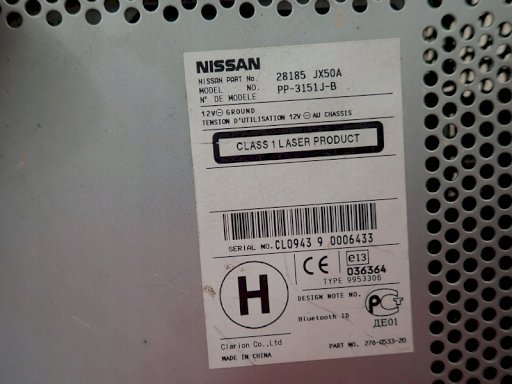 NISSAN
NISSAN PART No. 28185 JX50A
MODEL NO. PP-3151J-B
N° DE MODELE
12V⊖ GROUND
TENSION D'UTILISATION 12V ⊖ AU CHASSIS
CLASS 1 LASER PRODUCT
SERIAL NO. CL0943 9 0006433
H
CE e13
036364
TYPE 9953306
DESIGN NOTE NO.
Bluetooth ID
ДЕ01
Clarion Co.,Ltd
MADE IN CHINA
PART NO. 276-0533-20